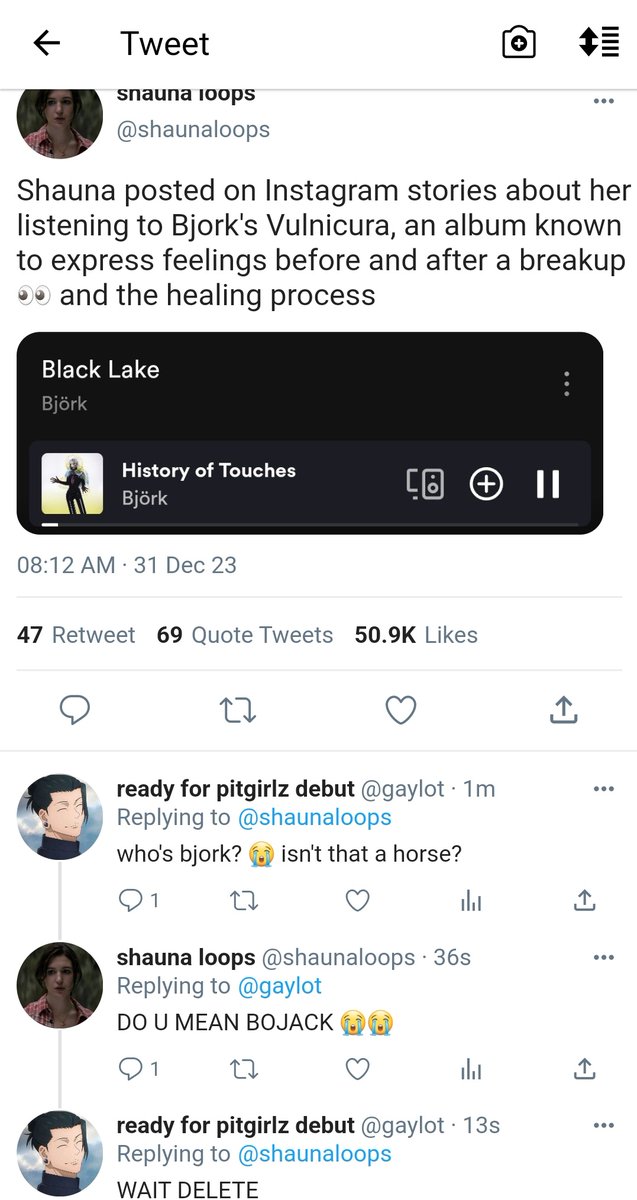 Tweet
shauna loops
@shaunaloops
Shauna posted on Instagram stories about her
listening to Bjork's Vulnicura, an album known
to express feelings before and after a breakup
👀 and the healing process
Black Lake
Björk
History of Touches
Björk
08:12 AM · 31 Dec 23
47 Retweet 69 Quote Tweets 50.9K Likes
ready for pitgirlz debut @gaylot · 1m
Replying to @shaunaloops
who's bjork? 😭 isn't that a horse?
1
shauna loops @shaunaloops · 36s
Replying to @gaylot
DO U MEAN BOJACK 😭😭
1
ready for pitgirlz debut @gaylot · 13s
Replying to @shaunaloops
WAIT DELETE